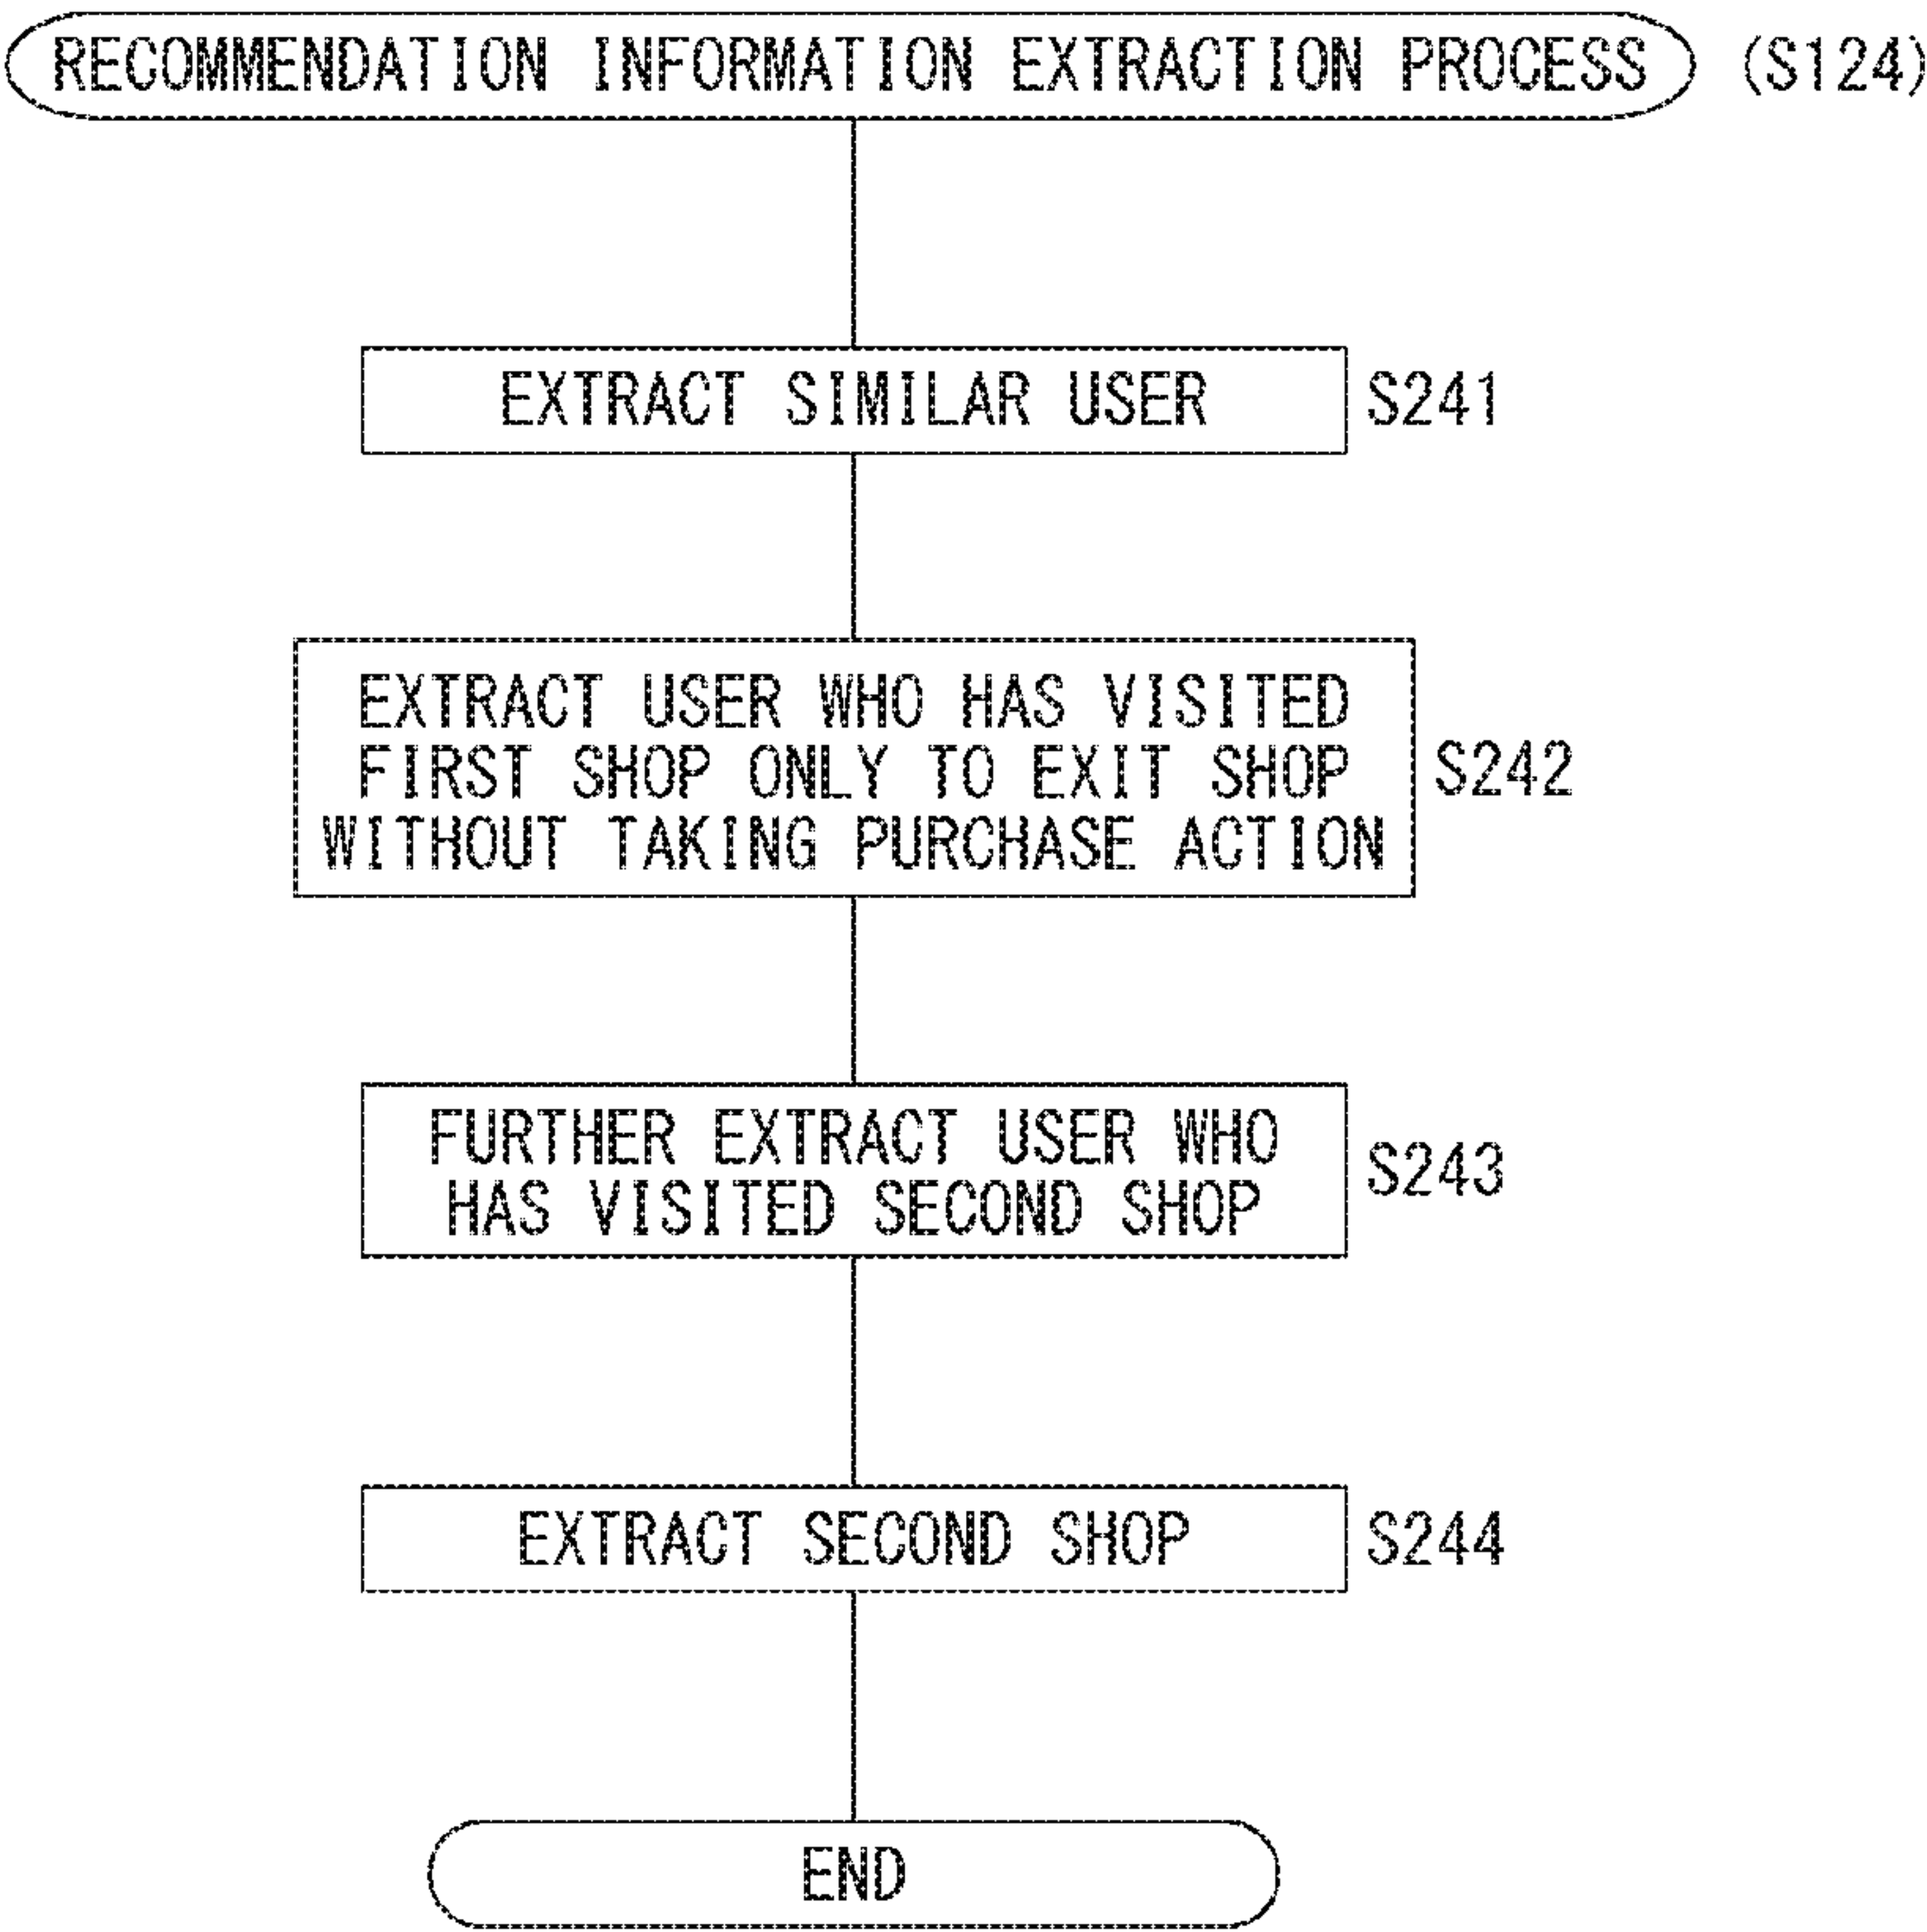 RECOMMENDATION INFORMATION EXTRACTION PROCESS (S124)
EXTRACT SIMILAR USER S241
EXTRACT USER WHO HAS VISITED
FIRST SHOP ONLY TO EXIT SHOP S242
WITHOUT TAKING PURCHASE ACTION
FURTHER EXTRACT USER WHO
HAS VISITED SECOND SHOP
S243
EXTRACT SECOND SHOP S244
END